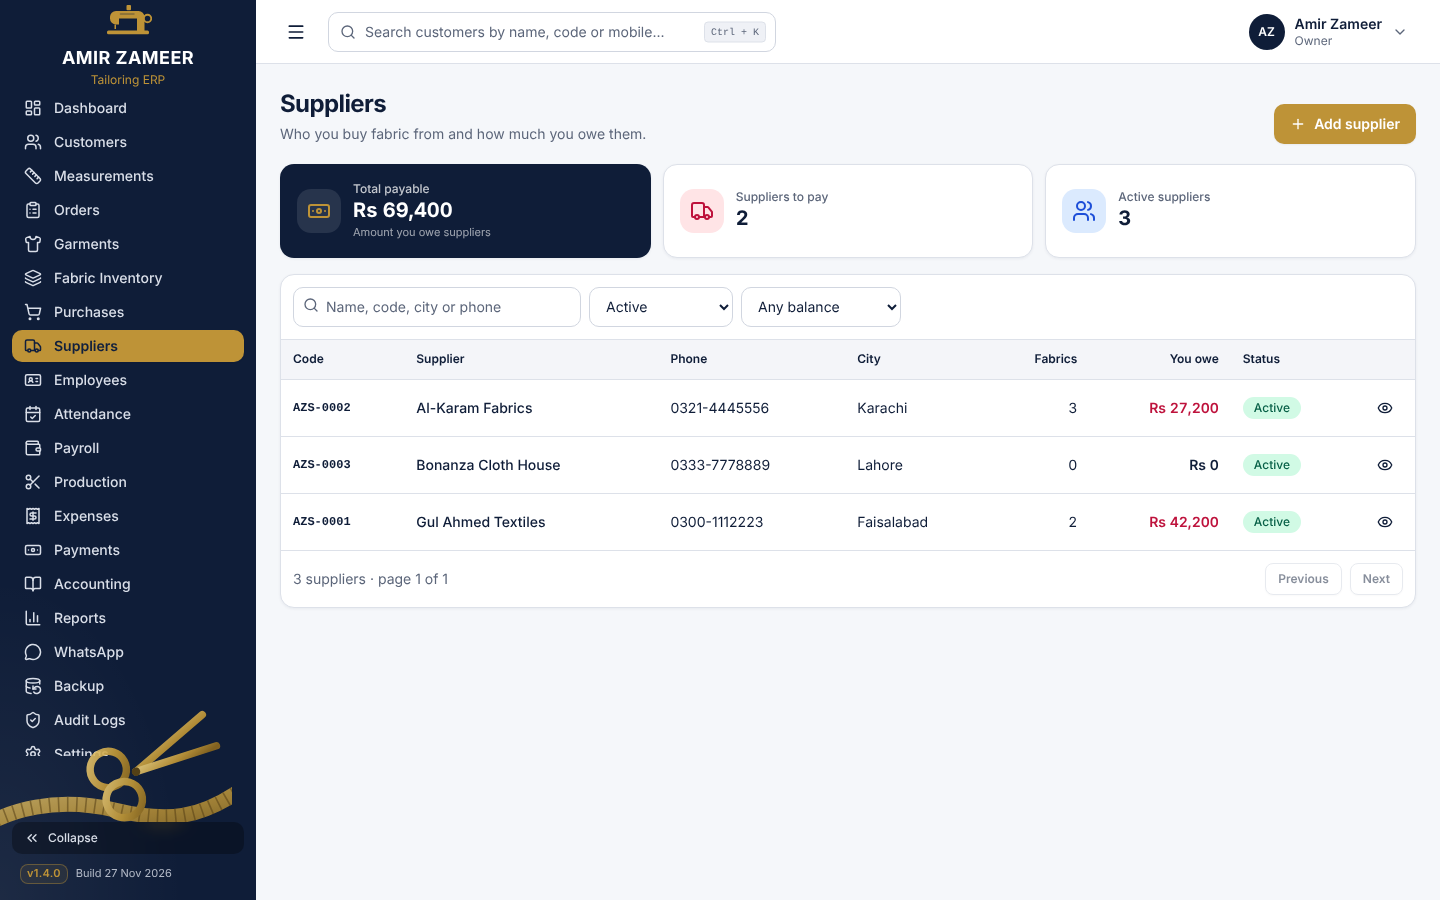 AMIR ZAMEER
Tailoring ERP
Dashboard
Customers
Measurements
Orders
Garments
Fabric Inventory
Purchases
Suppliers
Employees
Attendance
Payroll
Production
Expenses
Payments
Accounting
Reports
WhatsApp
Backup
Audit Logs
Settings
Collapse
v1.4.0 Build 27 Nov 2026
Search customers by name, code or mobile... Ctrl + K
AZ
Amir Zameer
Owner
Suppliers
Who you buy fabric from and how much you owe them.
Add supplier
Total payable
Rs 69,400
Amount you owe suppliers
Suppliers to pay
2
Active suppliers
3
Name, code, city or phone Active Any balance
Code Supplier Phone City Fabrics You owe Status
AZS-0002 Al-Karam Fabrics 0321-4445556 Karachi 3 Rs 27,200 Active
AZS-0003 Bonanza Cloth House 0333-7778889 Lahore 0 Rs 0 Active
AZS-0001 Gul Ahmed Textiles 0300-1112223 Faisalabad 2 Rs 42,200 Active
3 suppliers · page 1 of 1 Previous Next